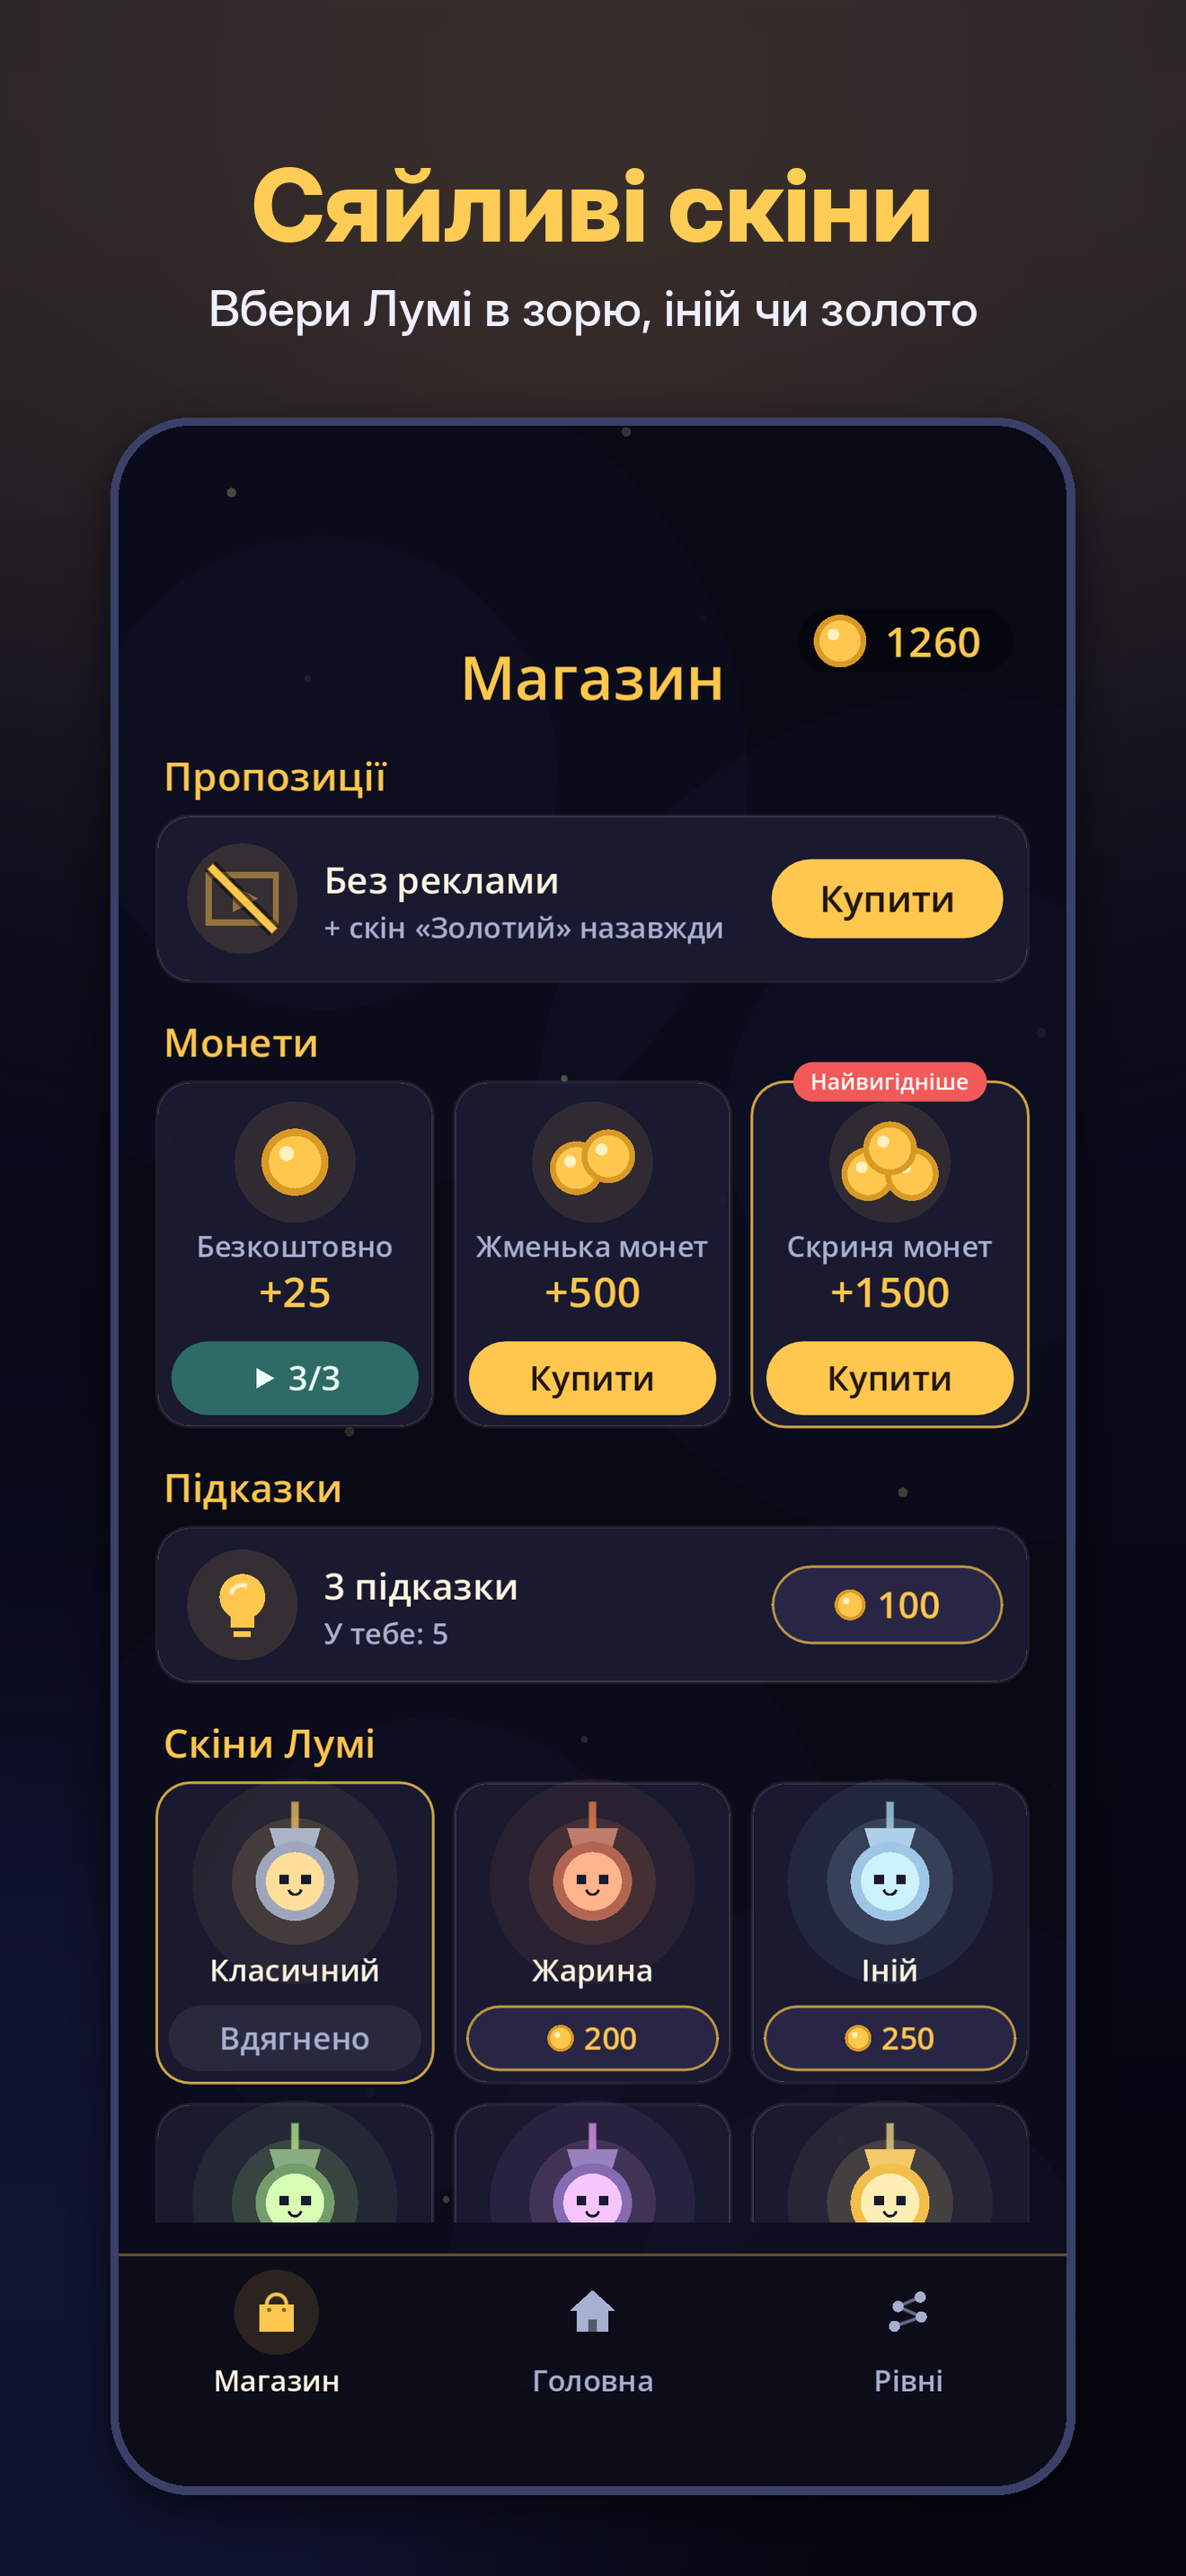 Сяйливі скіни
Вбери Лумі в зорю, іній чи золото
1260
Магазин
Пропозиції
Без реклами
+ скін «Золотий» назавжди
Купити
Монети
Найвигідніше
Безкоштовно
+25
3/3
Жменька монет
+500
Купити
Скриня монет
+1500
Купити
Підказки
3 підказки
У тебе: 5
100
Скіни Лумі
Класичний
Вдягнено
Жарина
200
Іній
250
Магазин
Головна
Рівні